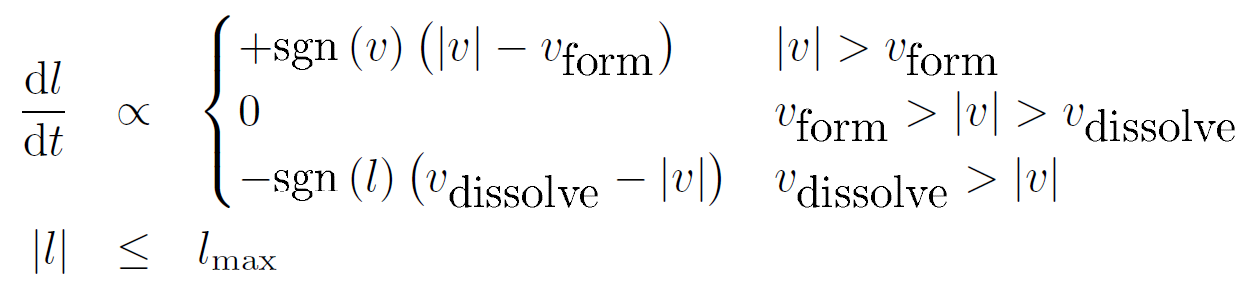 dl/dt ∝ { +sgn (v) (|v| − v_form) |v| > v_form
0 v_form > |v| > v_dissolve
−sgn (l) (v_dissolve − |v|) v_dissolve > |v|
|l| ≤ l_max